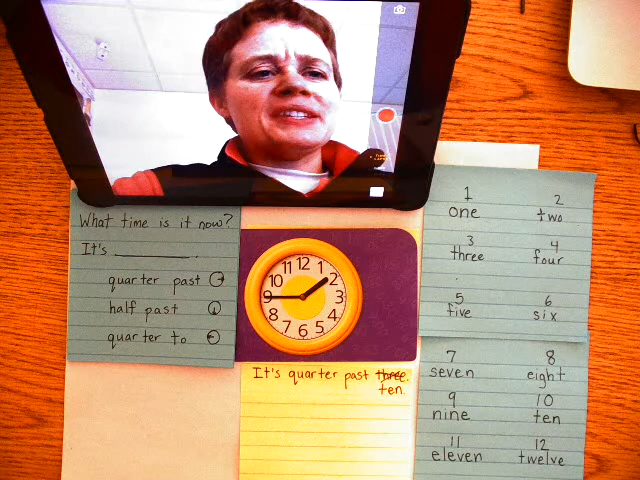 What time is it now?
It's ________.
quarter past
half past
quarter to
11 12 1
10 2
9 3
8 4
7 6 5
It's quarter past three.
ten.
1 2
one two
3 4
three four
5 6
five six
7 8
seven eight
9 10
nine ten
11 12
eleven twelve